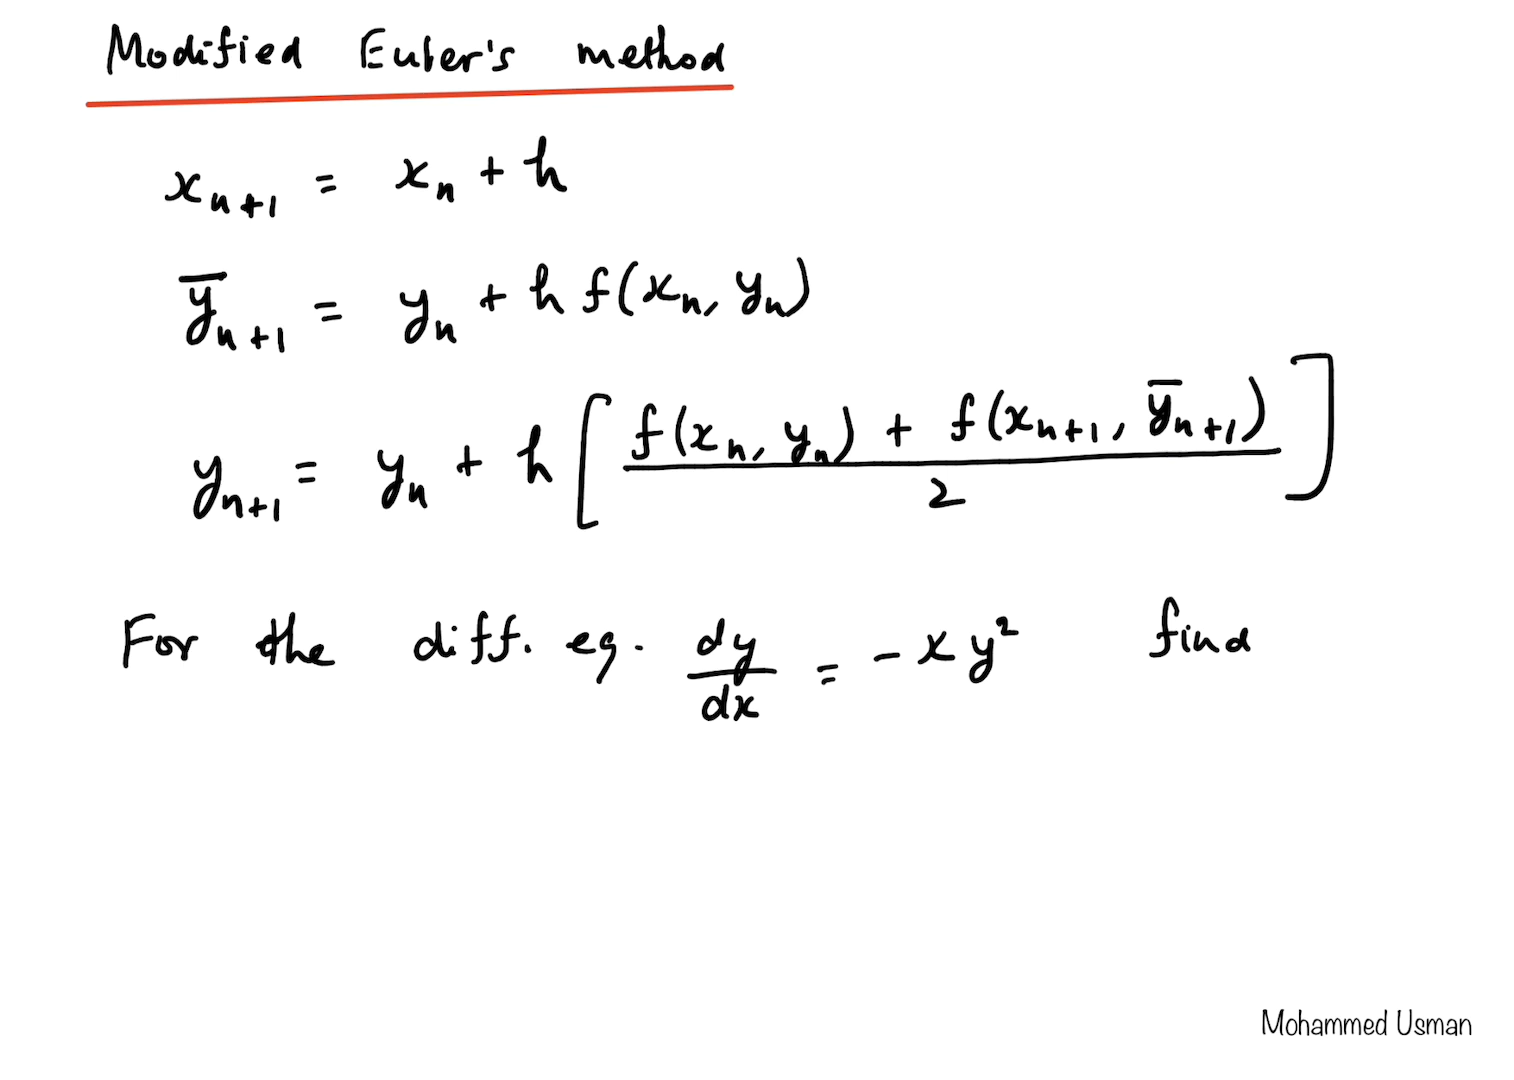 Modified Euler's method
xₙ₊₁ = xₙ + h
ȳₙ₊₁ = yₙ + h f(xₙ, yₙ)
yₙ₊₁ = yₙ + h [ (f(xₙ, yₙ) + f(xₙ₊₁, ȳₙ₊₁)) / 2 ]
For the diff. eq. dy/dx = -xy² find
Mohammed Usman